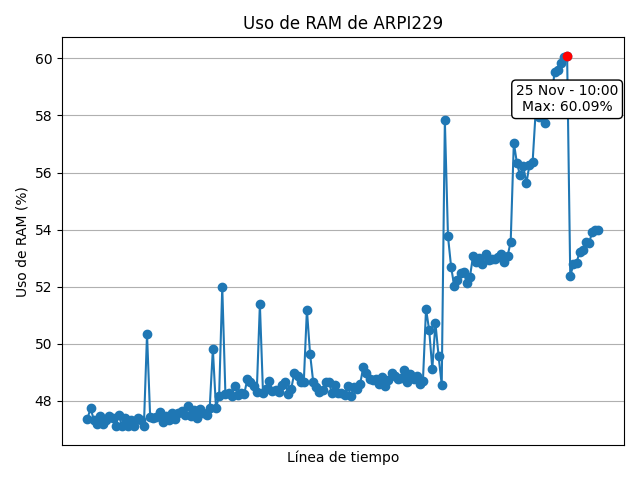 Uso de RAM de ARPI229
60
58
56
54
52
50
48
Uso de RAM (%)
25 Nov - 10:00
Max: 60.09%
Línea de tiempo